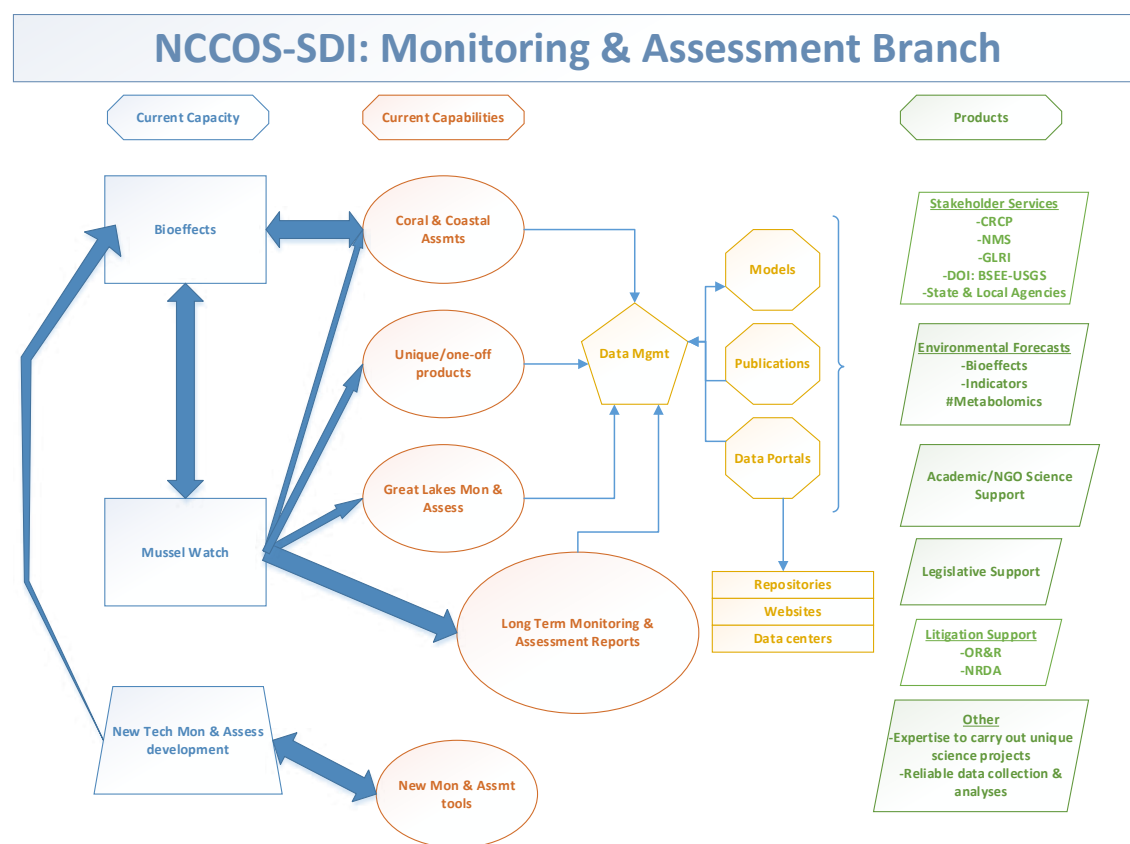 NCCOS-SDI: Monitoring & Assessment Branch
Current Capacity
Current Capabilities
Products
Bioeffects
Mussel Watch
New Tech Mon & Assess
development
Coral & Coastal
Assmts
Unique/one-off
products
Great Lakes Mon &
Assess
Long Term Monitoring &
Assessment Reports
New Mon & Assmt
tools
Data Mgmt
Models
Publications
Data Portals
Repositories
Websites
Data centers
Stakeholder Services
-CRCP
-NMS
-GLRI
-DOI: BSEE-USGS
-State & Local Agencies
Environmental Forecasts
-Bioeffects
-Indicators
#Metabolomics
Academic/NGO Science
Support
Legislative Support
Litigation Support
-OR&R
-NRDA
Other
-Expertise to carry out unique
science projects
-Reliable data collection &
analyses